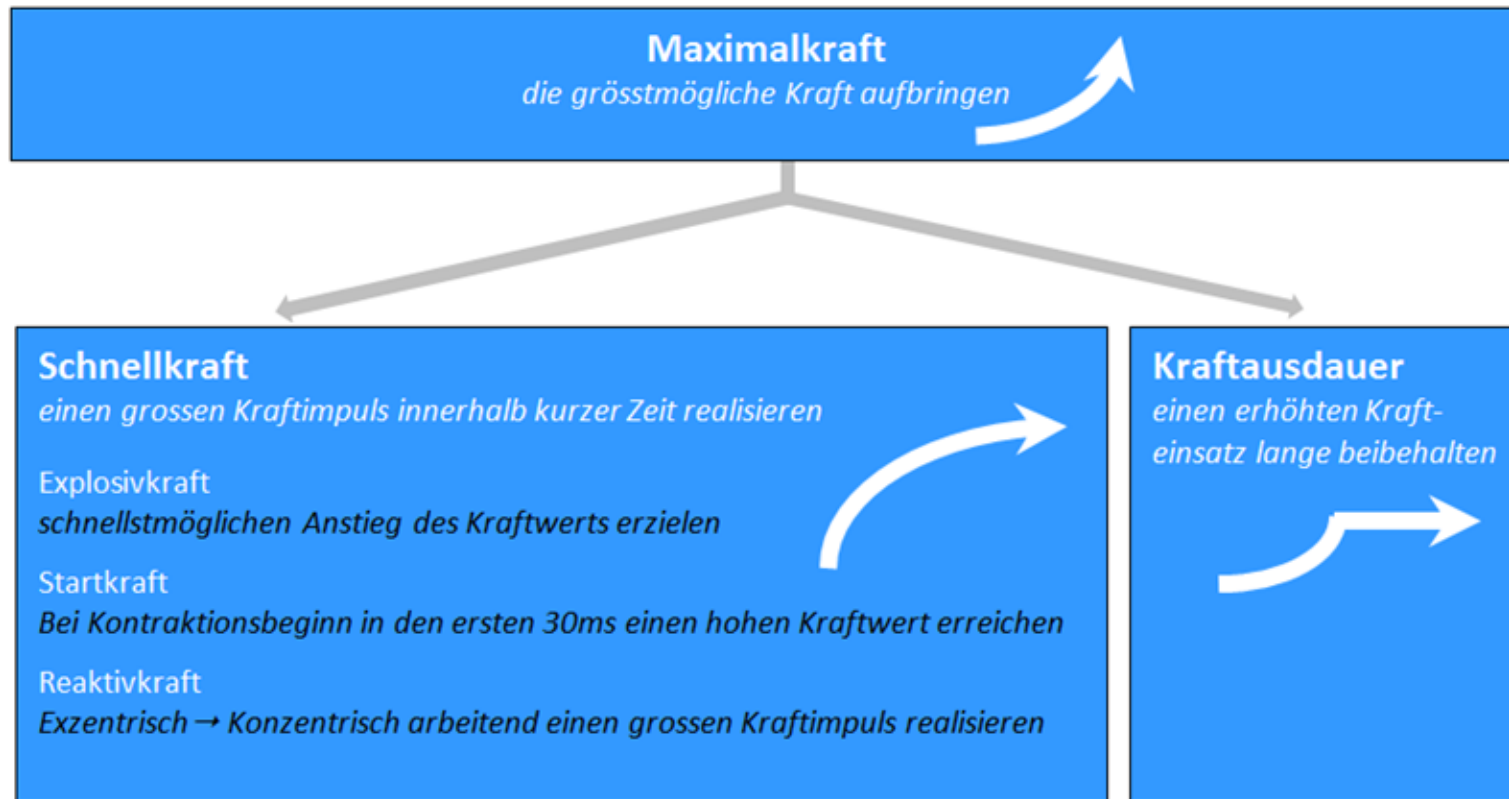 Maximalkraft
die grösstmögliche Kraft aufbringen
Schnellkraft
einen grossen Kraftimpuls innerhalb kurzer Zeit realisieren
Explosivkraft
schnellstmöglichen Anstieg des Kraftwerts erzielen
Startkraft
Bei Kontraktionsbeginn in den ersten 30ms einen hohen Kraftwert erreichen
Reaktivkraft
Exzentrisch → Konzentrisch arbeitend einen grossen Kraftimpuls realisieren
Kraftausdauer
einen erhöhten Kraft-
einsatz lange beibehalten